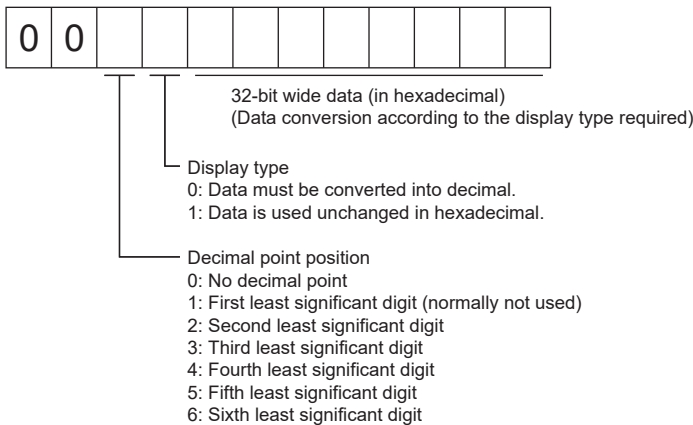 0 0
32-bit wide data (in hexadecimal)
(Data conversion according to the display type required)
Display type
0: Data must be converted into decimal.
1: Data is used unchanged in hexadecimal.
Decimal point position
0: No decimal point
1: First least significant digit (normally not used)
2: Second least significant digit
3: Third least significant digit
4: Fourth least significant digit
5: Fifth least significant digit
6: Sixth least significant digit